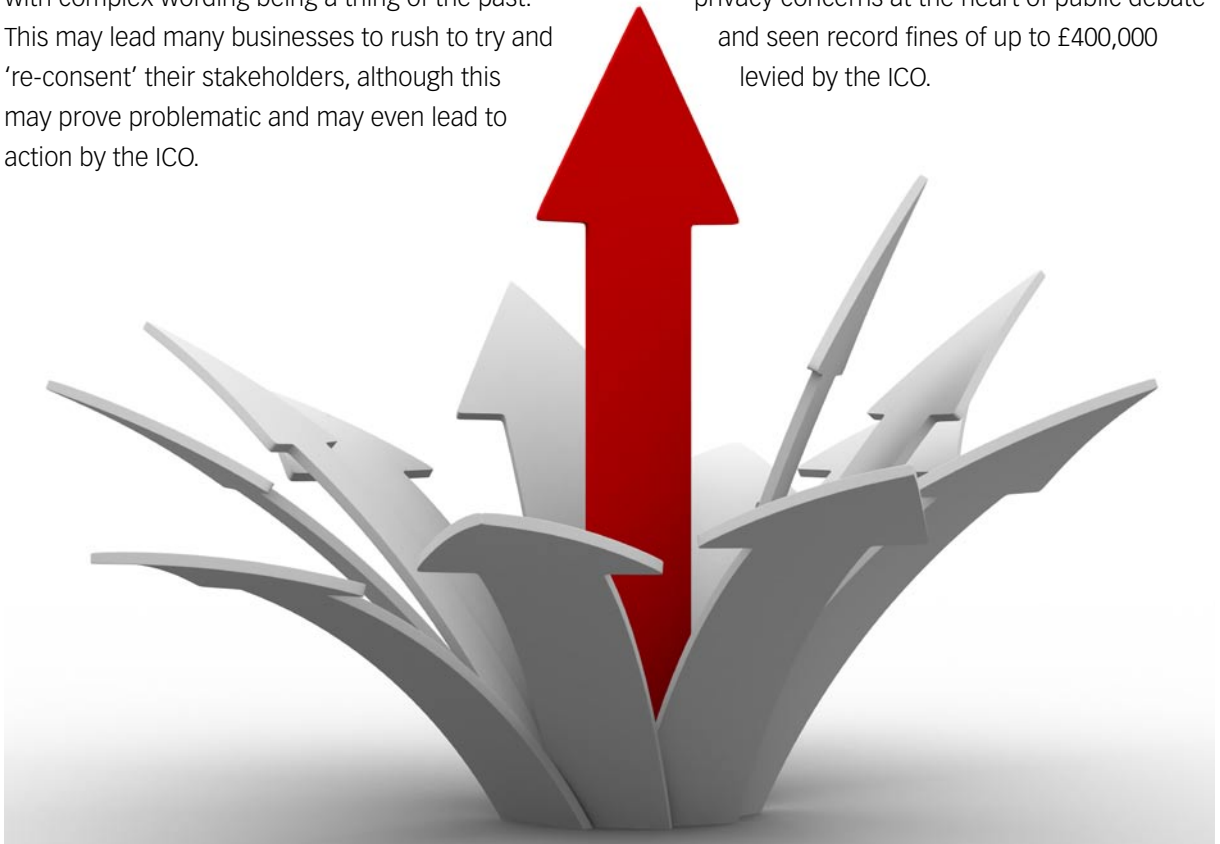 with complex wording being a thing of the past.
This may lead many businesses to rush to try and
‘re-consent’ their stakeholders, although this
may prove problematic and may even lead to
action by the ICO.
privacy concerns at the heart of public debate
and seen record fines of up to £400,000
levied by the ICO.